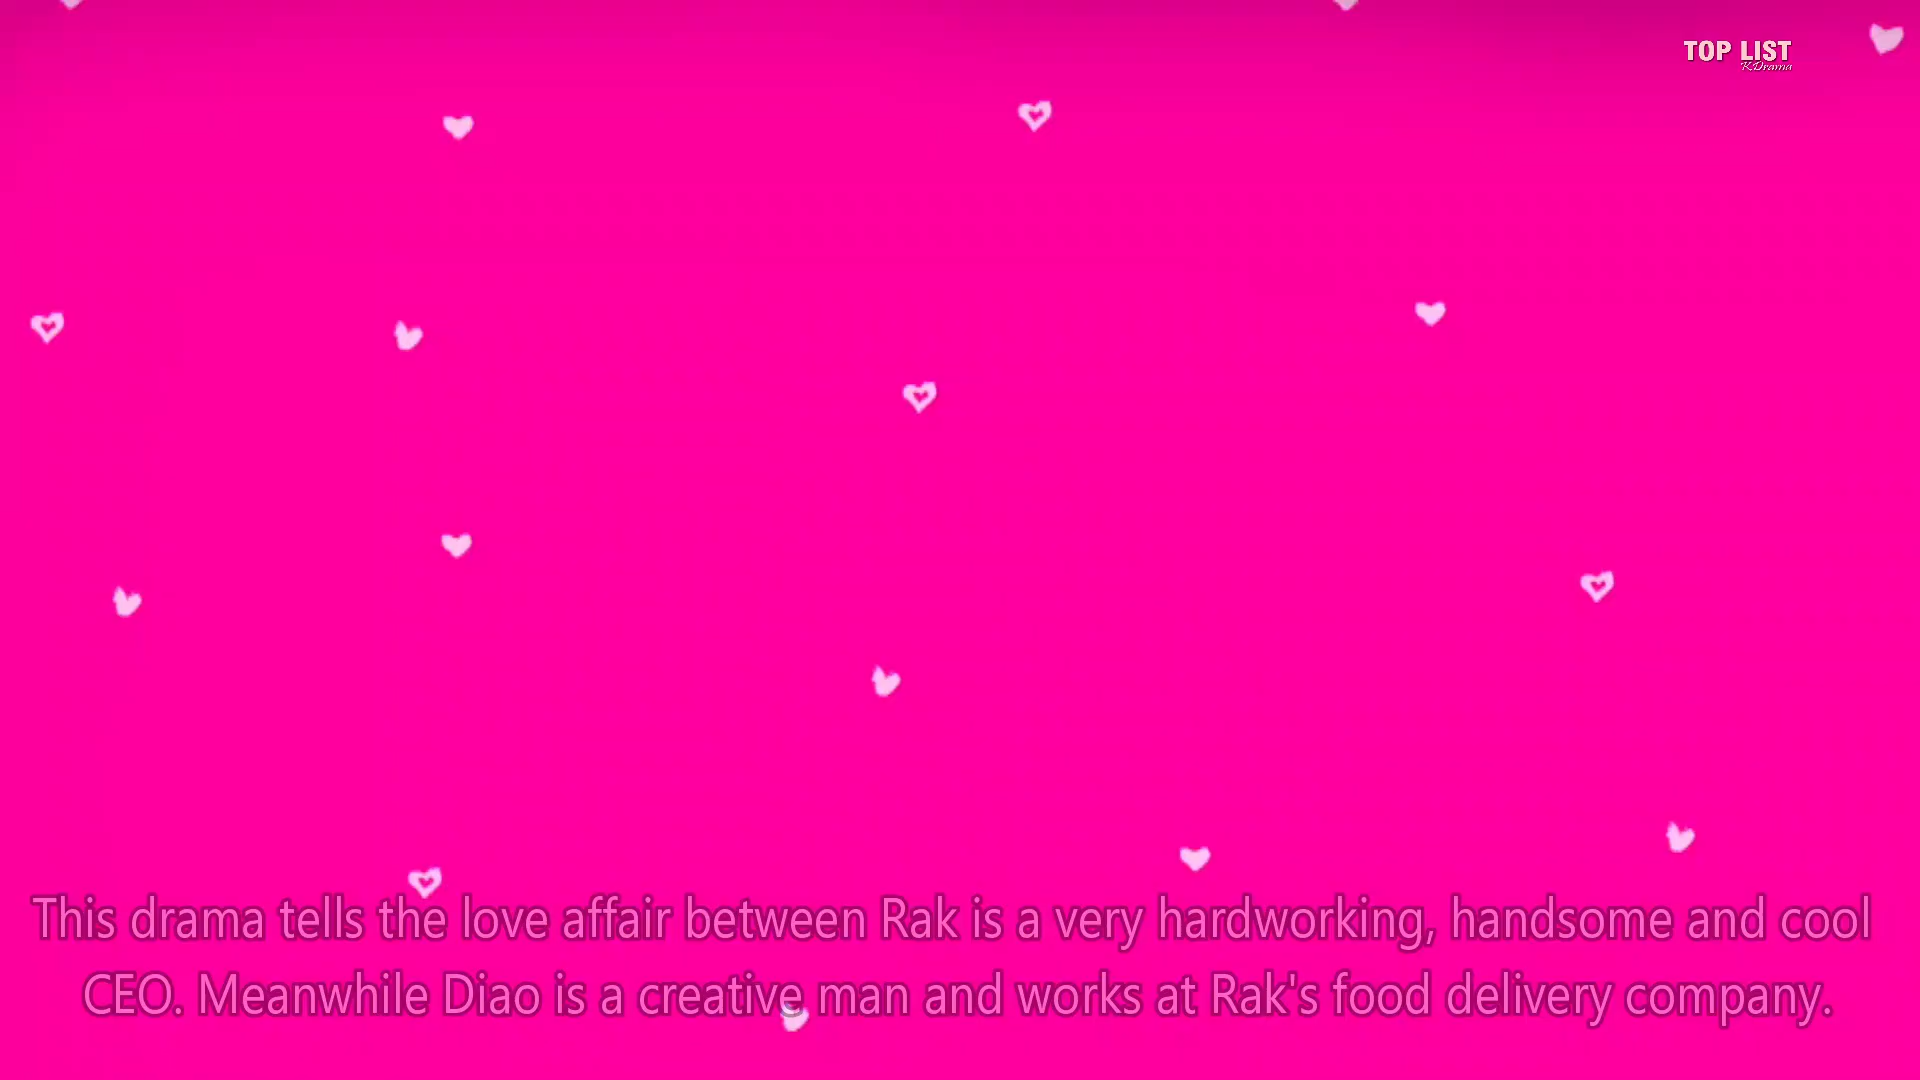 TOP LIST
KDrama
This drama tells the love affair between Rak is a very hardworking, handsome and cool
CEO. Meanwhile Diao is a creative man and works at Rak's food delivery company.